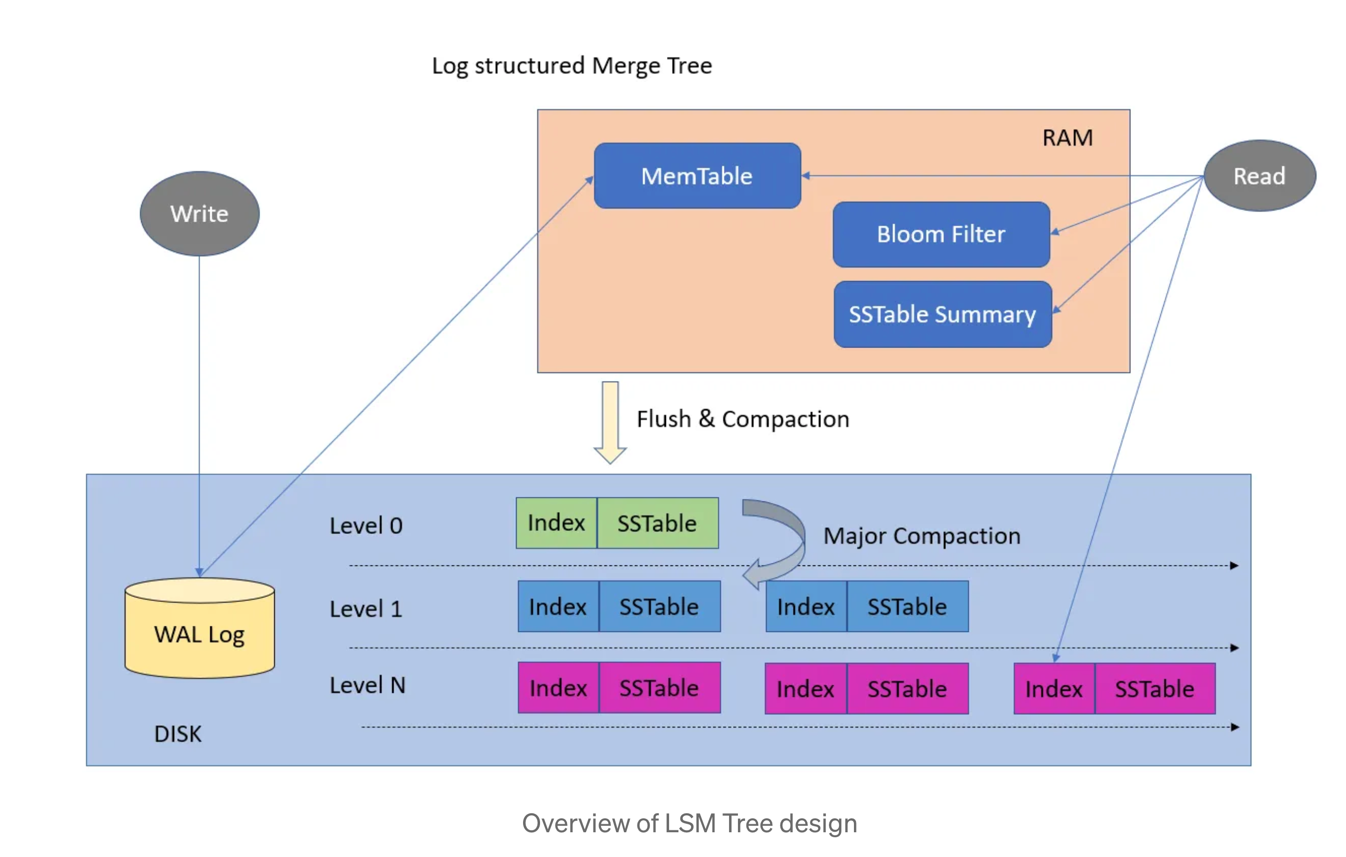 Log structured Merge Tree
RAM
MemTable
Read
Write
Bloom Filter
SSTable Summary
Flush & Compaction
Level 0
Index SSTable
Major Compaction
Level 1
Index SSTable Index SSTable
WAL Log
Level N
Index SSTable Index SSTable Index SSTable
DISK
Overview of LSM Tree design